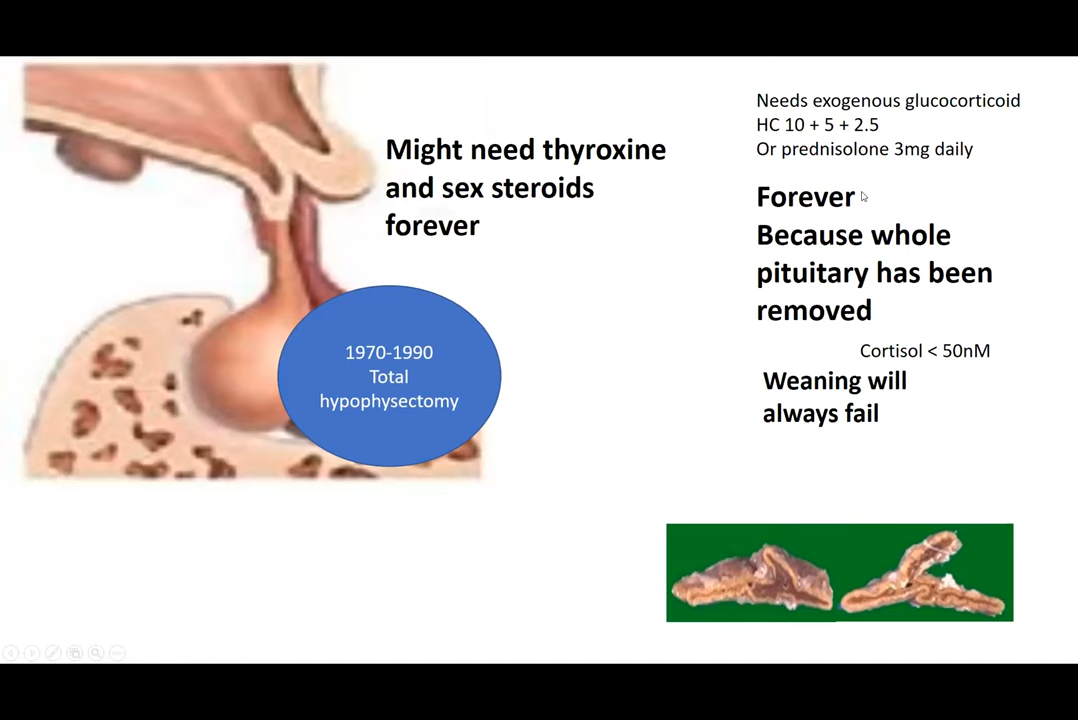 Might need thyroxine
and sex steroids
forever
1970-1990
Total
hypophysectomy
Needs exogenous glucocorticoid
HC 10 + 5 + 2.5
Or prednisolone 3mg daily
Forever
Because whole
pituitary has been
removed
Cortisol < 50nM
Weaning will
always fail